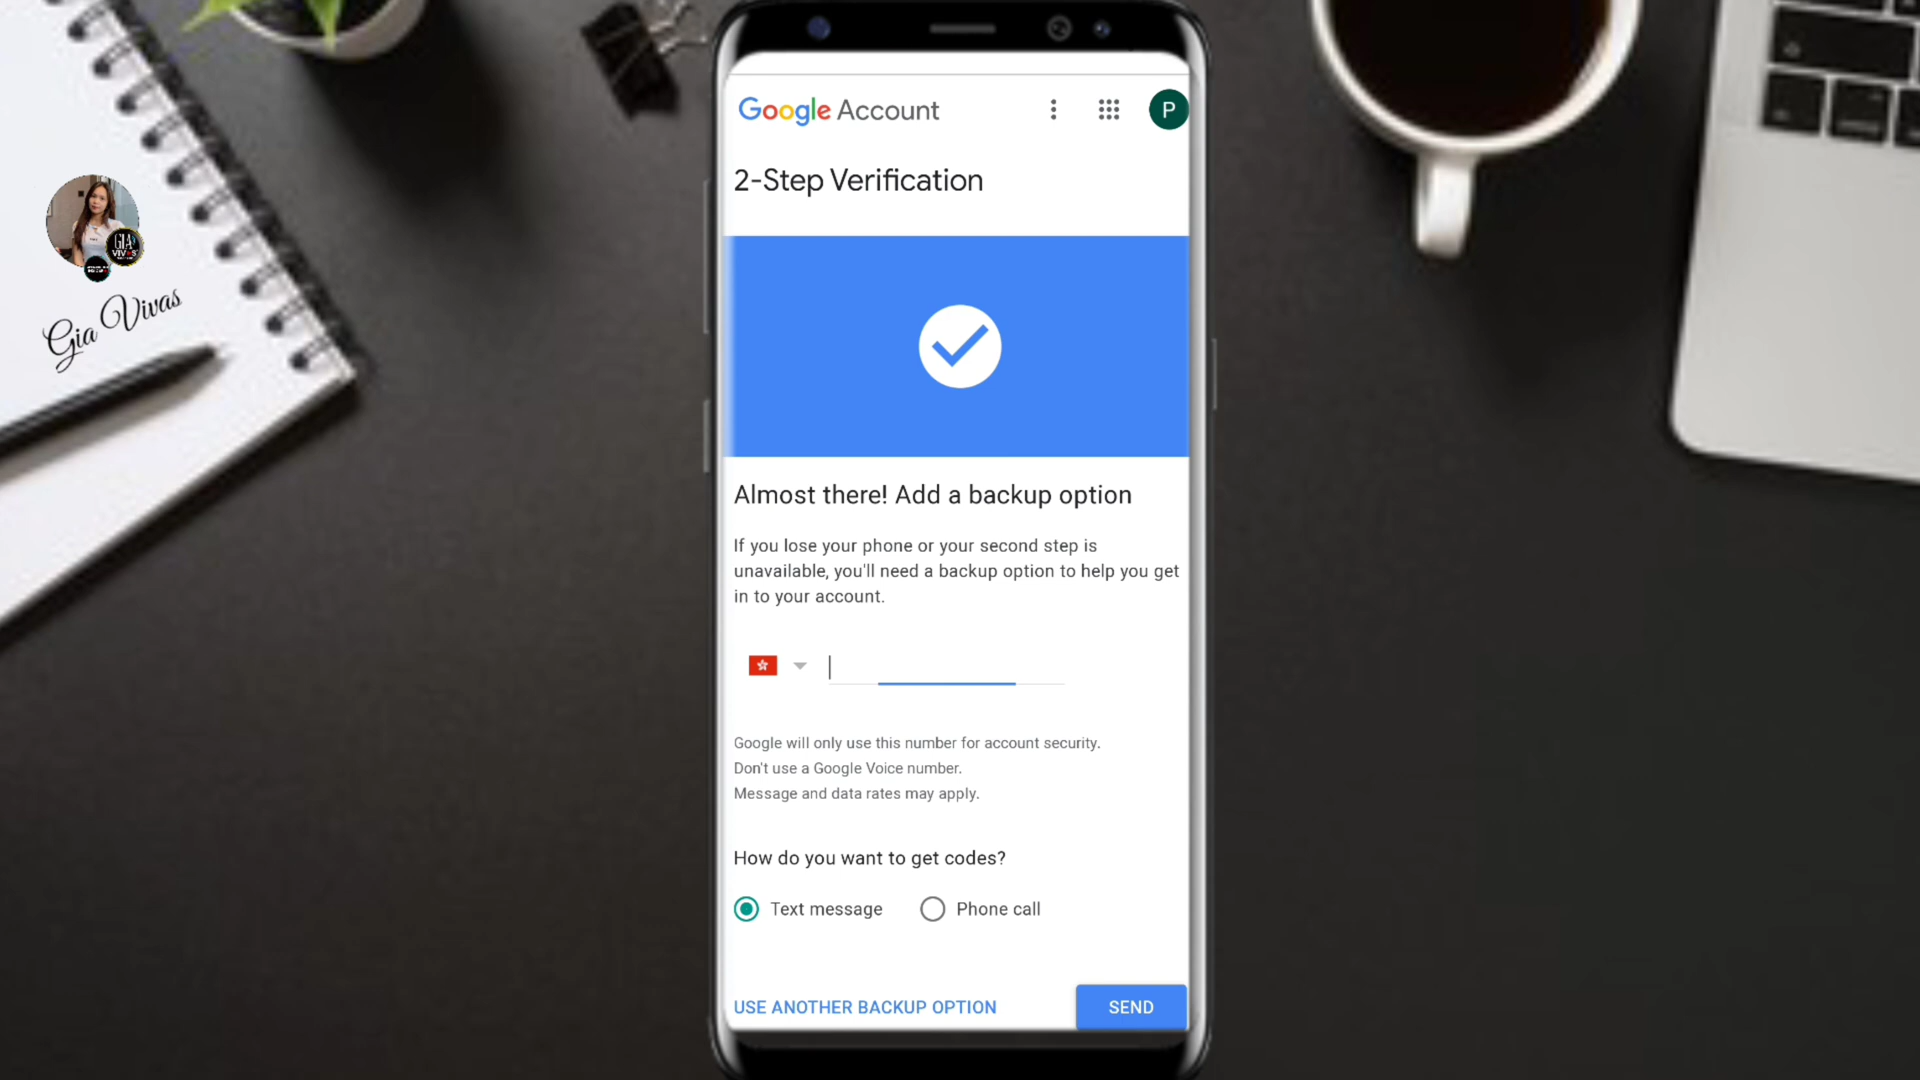 Google Account
P
2-Step Verification
GIA
VIVAS
Gia Vivas
Almost there! Add a backup option
If you lose your phone or your second step is
unavailable, you'll need a backup option to help you get
in to your account.
Google will only use this number for account security.
Don't use a Google Voice number.
Message and data rates may apply.
How do you want to get codes?
Text message
Phone call
USE ANOTHER BACKUP OPTION
SEND